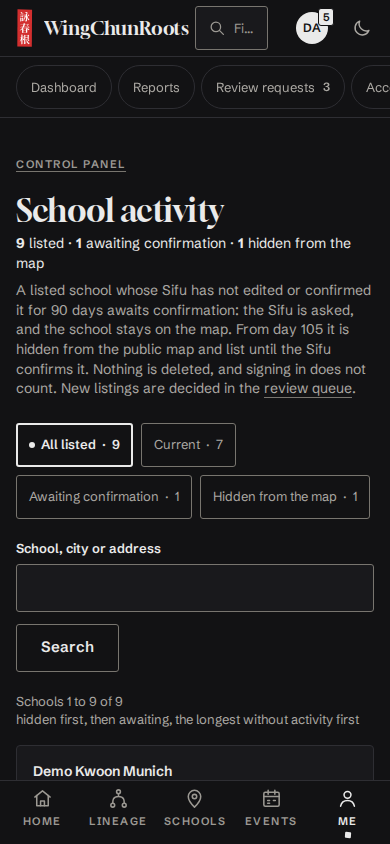 詠春根
WingChunRoots
Fi...
DA
5
Dashboard
Reports
Review requests 3
Acc
CONTROL PANEL
School activity
9 listed · 1 awaiting confirmation · 1 hidden from the
map
A listed school whose Sifu has not edited or confirmed
it for 90 days awaits confirmation: the Sifu is asked,
and the school stays on the map. From day 105 it is
hidden from the public map and list until the Sifu
confirms it. Nothing is deleted, and signing in does not
count. New listings are decided in the review queue.
All listed · 9
Current · 7
Awaiting confirmation · 1
Hidden from the map · 1
School, city or address
Search
Schools 1 to 9 of 9
hidden first, then awaiting, the longest without activity first
Demo Kwoon Munich
HOME
LINEAGE
SCHOOLS
EVENTS
ME